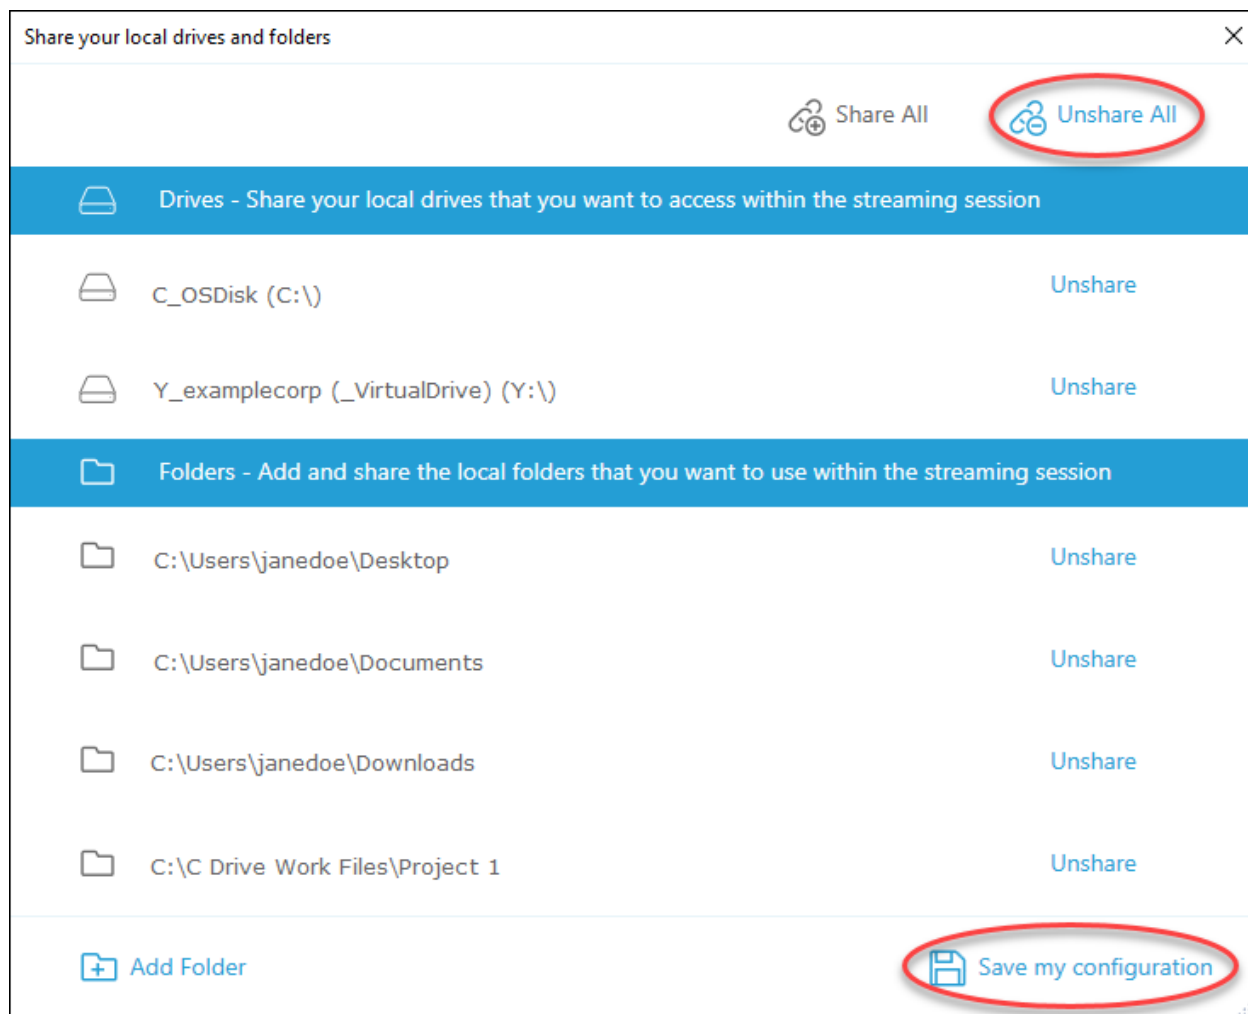 Share your local drives and folders
Share All
Unshare All
Drives - Share your local drives that you want to access within the streaming session
C_OSDisk (C:\)
Unshare
Y_examplecorp (_VirtualDrive) (Y:\)
Unshare
Folders - Add and share the local folders that you want to use within the streaming session
C:\Users\janedoe\Desktop
Unshare
C:\Users\janedoe\Documents
Unshare
C:\Users\janedoe\Downloads
Unshare
C:\C Drive Work Files\Project 1
Unshare
Add Folder
Save my configuration